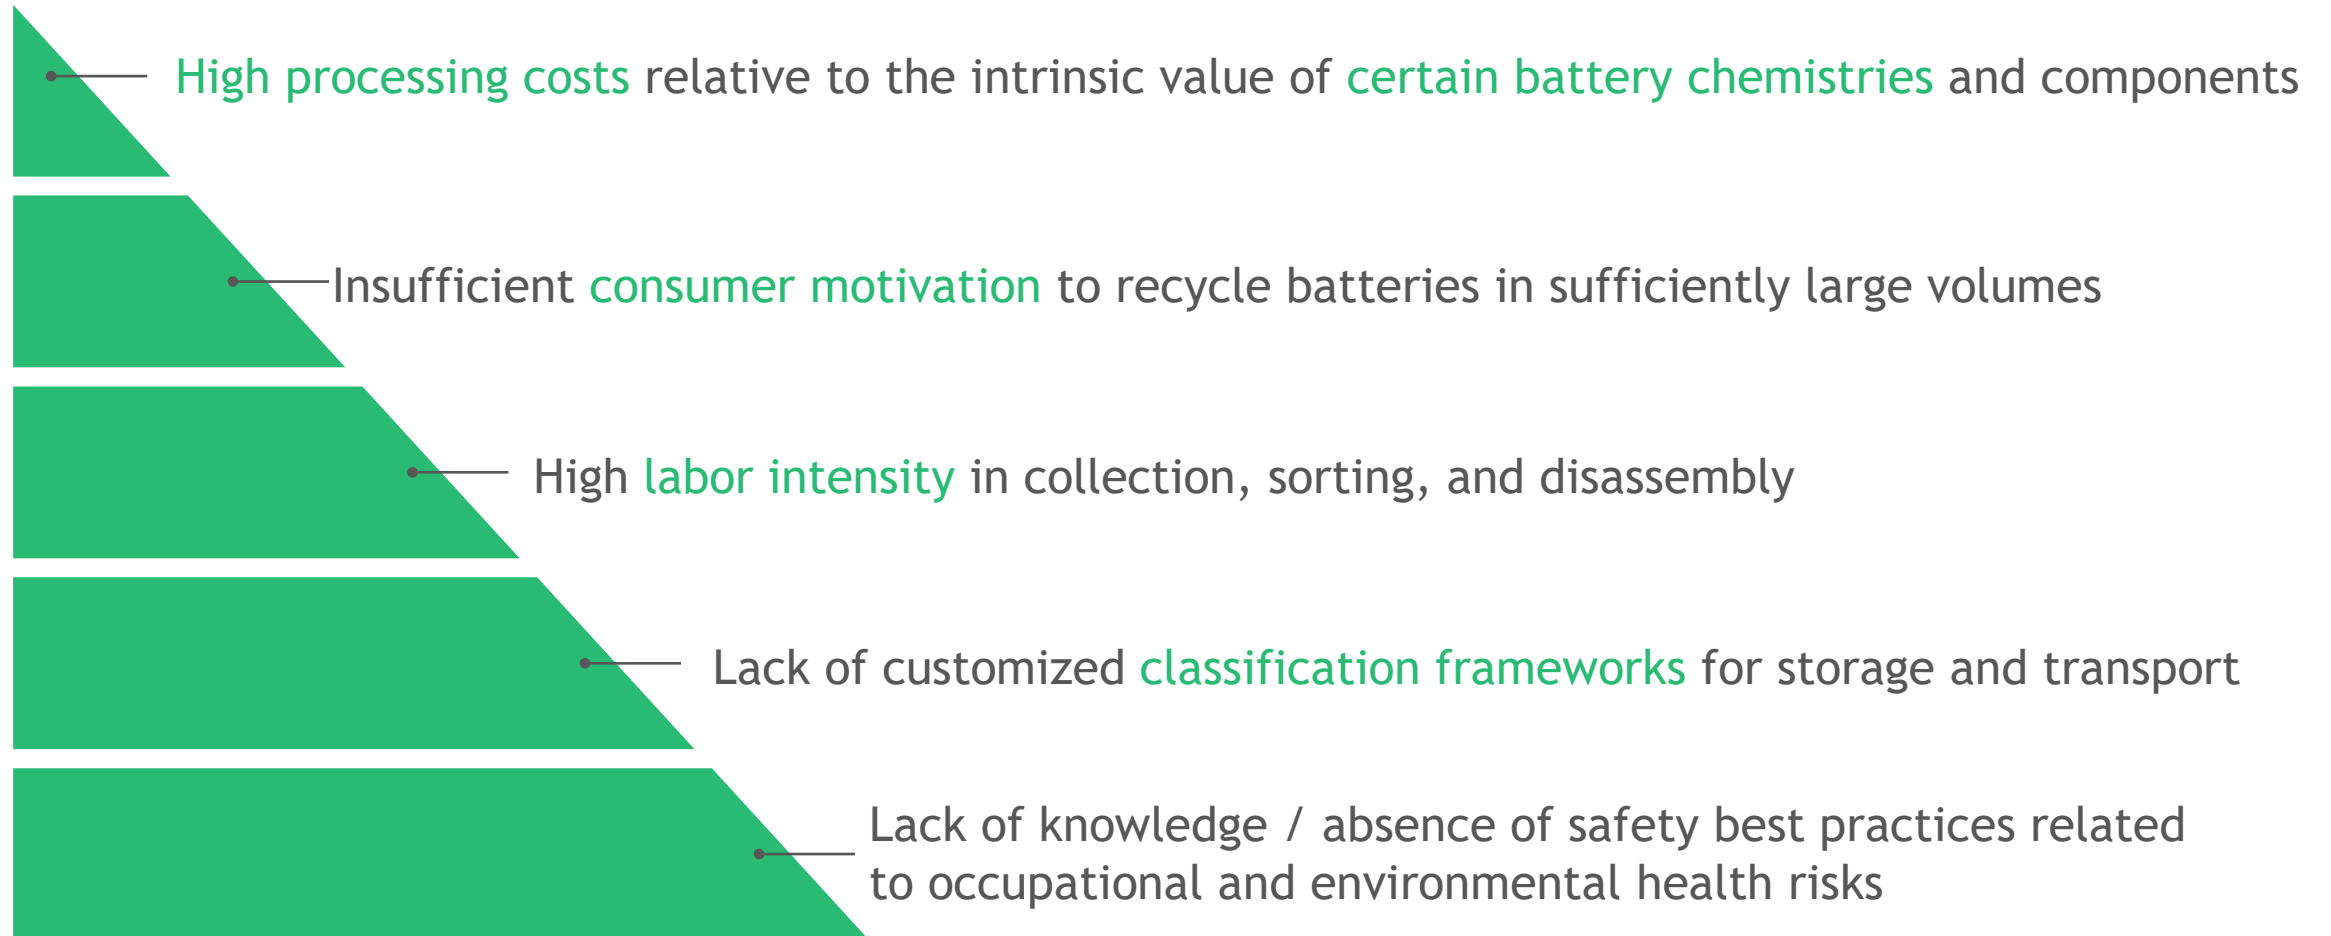 High processing costs relative to the intrinsic value of certain battery chemistries and components
Insufficient consumer motivation to recycle batteries in sufficiently large volumes
High labor intensity in collection, sorting, and disassembly
Lack of customized classification frameworks for storage and transport
Lack of knowledge / absence of safety best practices related
to occupational and environmental health risks